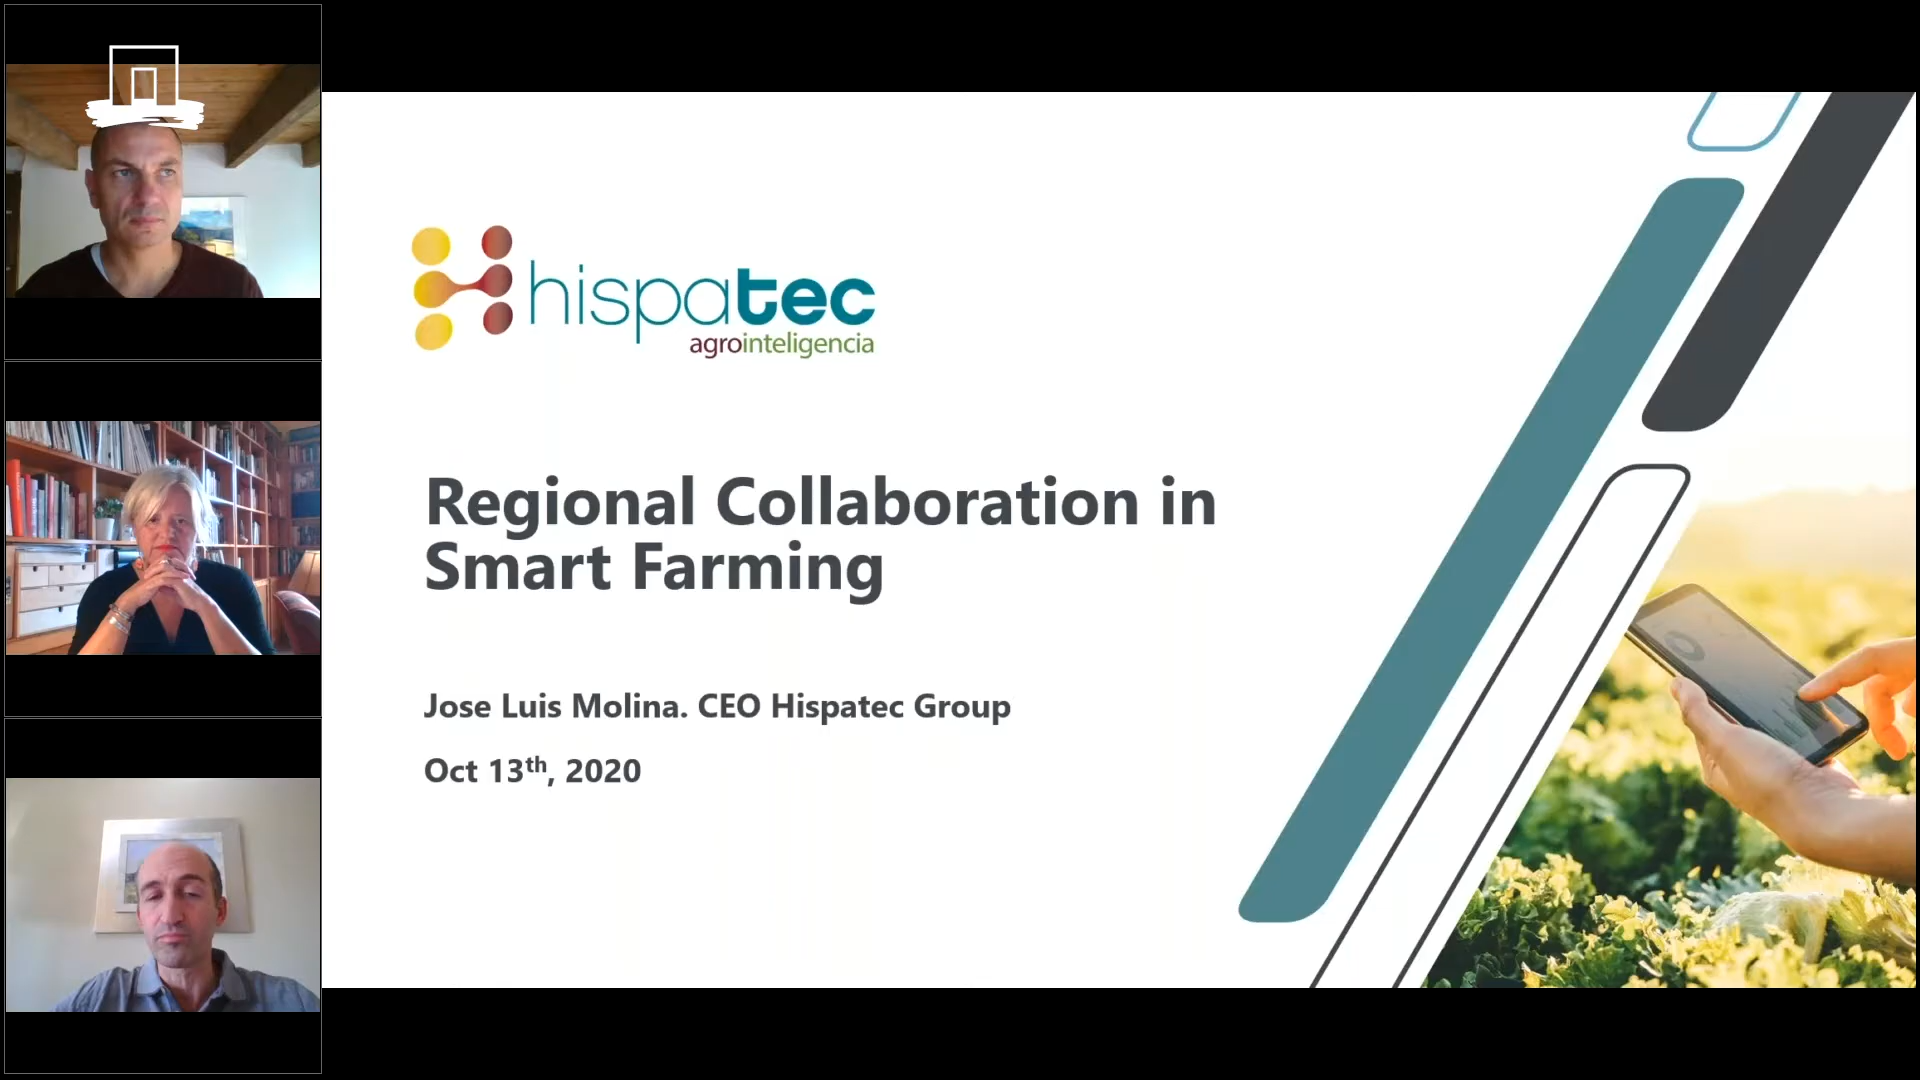 hispatec
agrointeligencia
Regional Collaboration in
Smart Farming
Jose Luis Molina. CEO Hispatec Group
Oct 13th, 2020